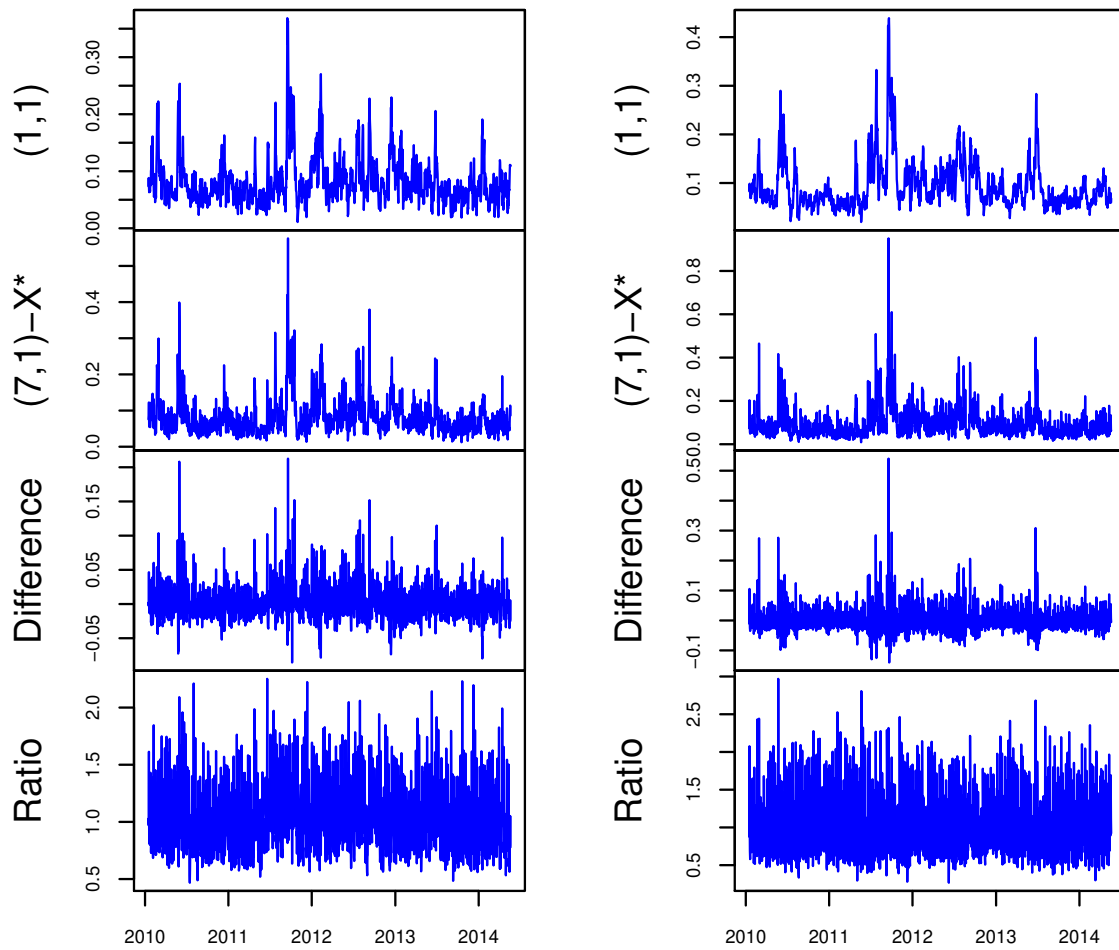 (1,1)
0.00 0.10 0.20 0.30
(7,1)−X*
0.0 0.2 0.4
Difference
−0.05 0.05 0.15
Ratio
0.5 1.0 1.5 2.0
2010 2011 2012 2013 2014
(1,1)
0.1 0.2 0.3 0.4
(7,1)−X*
0.0 0.2 0.4 0.6 0.8
Difference
−0.1 0.1 0.3 0.50
Ratio
0.5 1.5 2.5
2010 2011 2012 2013 2014